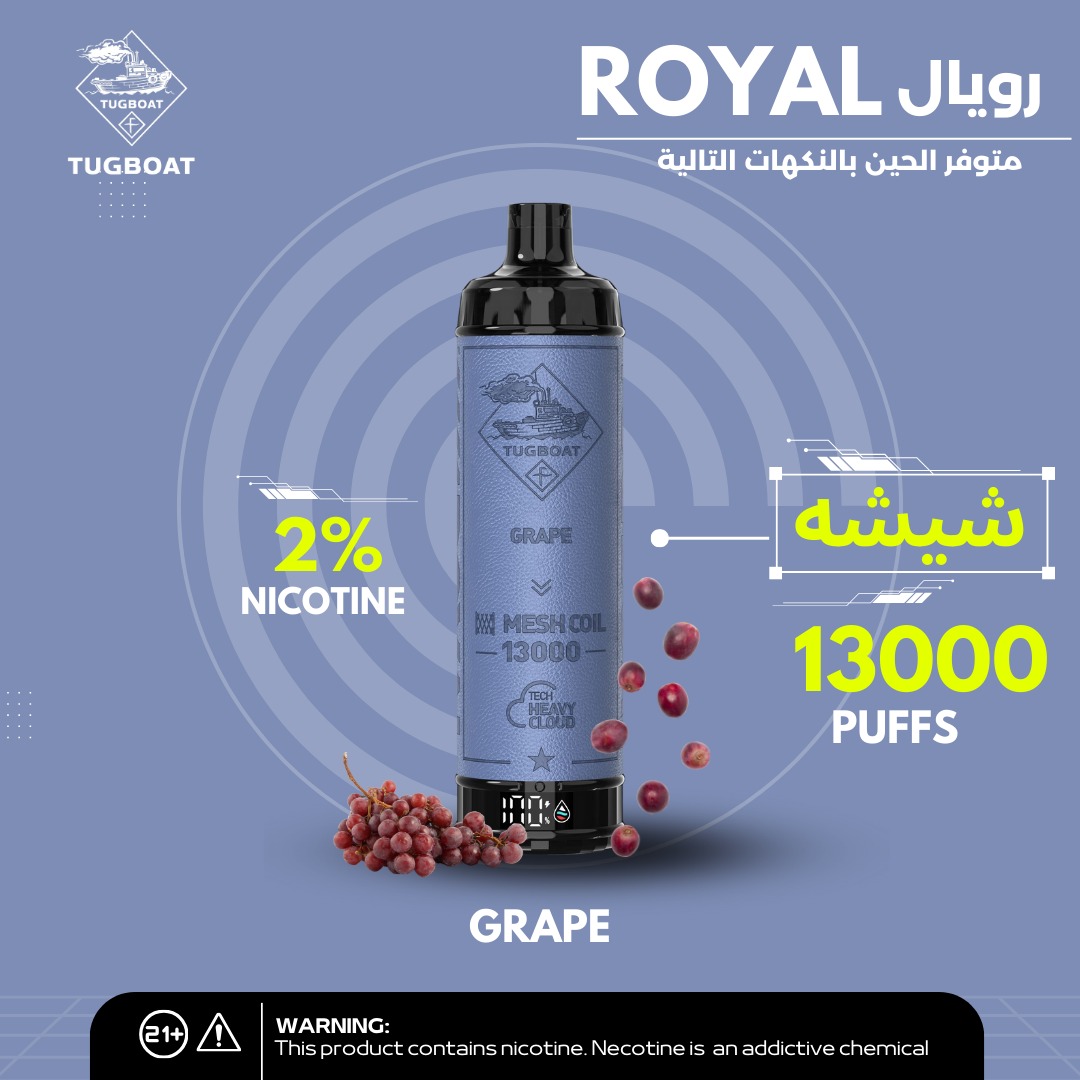 TUGBOAT
TUGBOAT
ROYAL رويال
متوفر الحين بالنكهات التالية
TUGBOAT
GRAPE
MESH COIL
13000
TECH
HEAVY
CLOUD
100%
2%
NICOTINE
شيشه
13000
PUFFS
GRAPE
21+
WARNING:
This product contains nicotine. Necotine is an addictive chemical